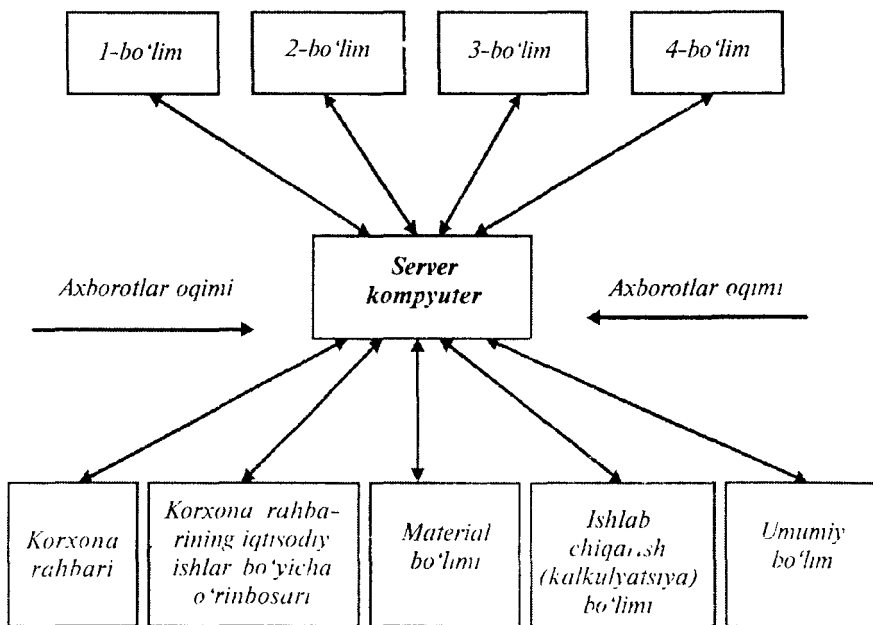 1-bo‘lim
2-bo‘lim
3-bo‘lim
4-bo‘lim
Server
kompyuter
Axborotlar oqimi
Axborotlar oqimi
Korxona
rahbari
Korxona rahba-
rining iqtisodiy
ishlar bo‘yicha
o‘rinbosari
Material
bo‘limi
Ishlab
chiqarish
(kalkulyatsiya)
bo‘limi
Umumiy
bo‘lim